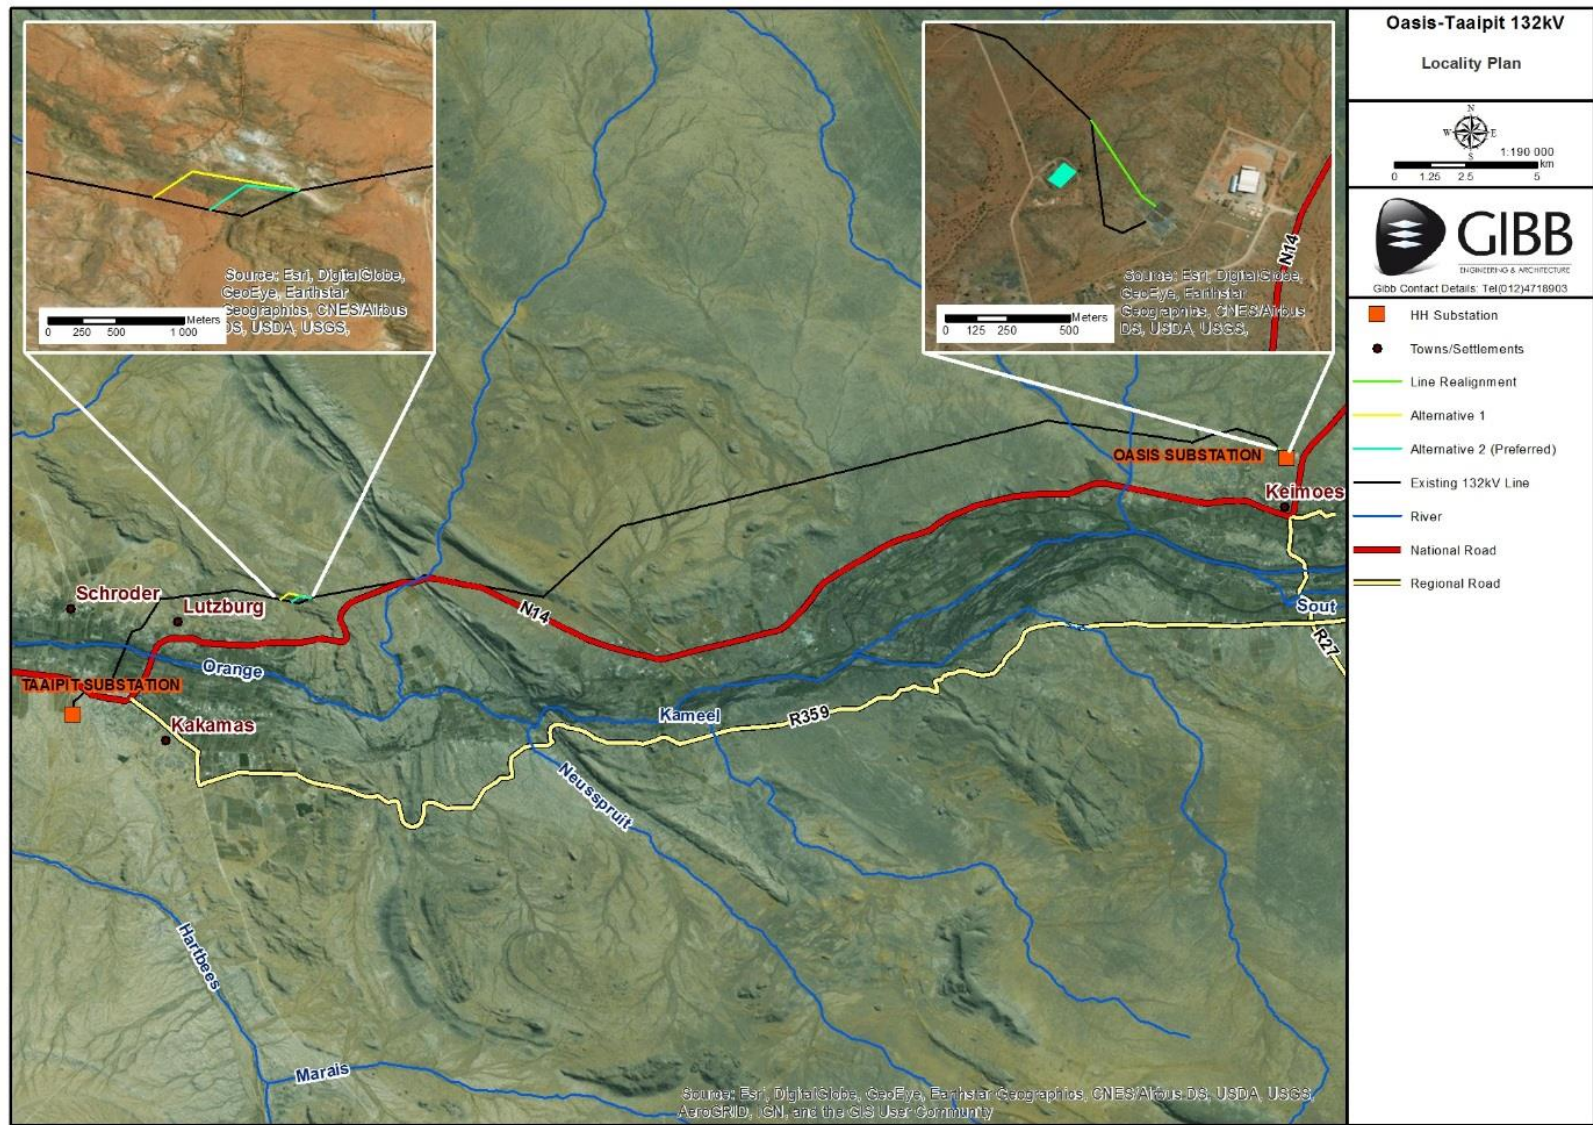 Oasis-Taaipit 132kV
Locality Plan
N
W
E
S
1:190 000
km
0 1.25 2.5 5
GIBB
ENGINEERING & ARCHITECTURE
Gibb Contact Details: Tel(012)4718903
HH Substation
Towns/Settlements
Line Realignment
Alternative 1
Alternative 2 (Preferred)
Existing 132kV Line
River
National Road
Regional Road
Source: Esri, DigitalGlobe,
GeoEye, Earthstar
Geographics, CNES/Airbus
DS, USDA, USGS,
Meters
0 250 500 1 000
N14
Source: Esri, DigitalGlobe,
GeoEye, Earthstar
Geographics, CNES/Airbus
DS, USDA, USGS,
Meters
0 125 250 500
OASIS SUBSTATION
Keimoes
Schroder
Lutzburg
N14
Sout
R27
Orange
TAAIPIT SUBSTATION
Kakamas
Kameel
R359
Neusspruit
Hartbees
Marais
Source: Esri, DigitalGlobe, GeoEye, Earthstar Geographics, CNES/Airbus DS, USDA, USGS,
AeroGRID, IGN, and the GIS User Community